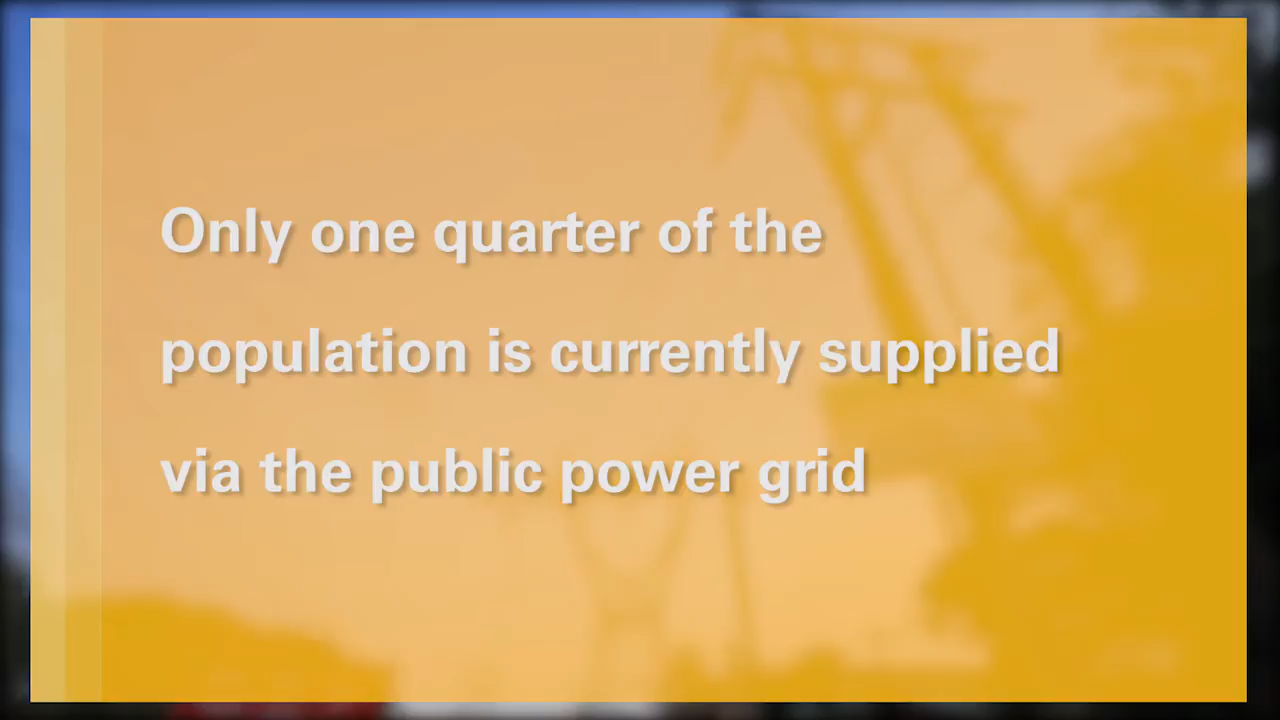 Only one quarter of the
population is currently supplied
via the public power grid